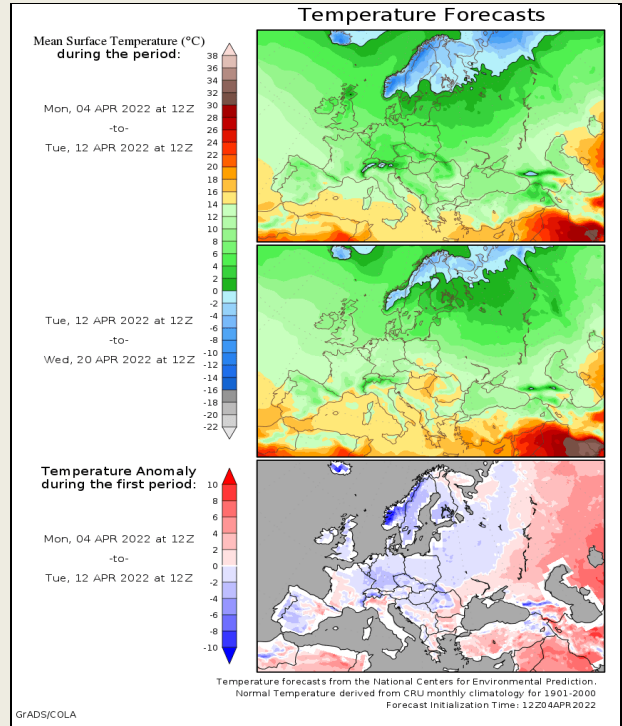 Temperature Forecasts
Mean Surface Temperature (°C)
during the period:
Mon, 04 APR 2022 at 12Z
-to-
Tue, 12 APR 2022 at 12Z
38
36
34
32
30
28
26
24
22
20
18
16
14
12
10
8
6
4
2
0
-2
-4
-6
-8
-10
-12
-14
-16
-18
-20
-22
Tue, 12 APR 2022 at 12Z
-to-
Wed, 20 APR 2022 at 12Z
Temperature Anomaly
during the first period:
Mon, 04 APR 2022 at 12Z
-to-
Tue, 12 APR 2022 at 12Z
10
8
6
4
2
0
-2
-4
-6
-8
-10
Temperature forecasts from the National Centers for Environmental Prediction.
Normal Temperature derived from CRU monthly climatology for 1901-2000
Forecast Initialization Time: 12Z04APR2022
GrADS/COLA